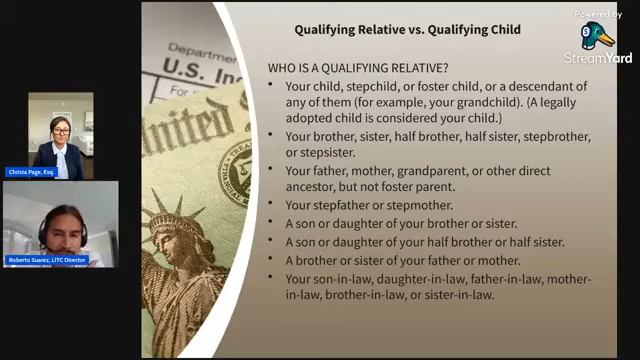 Powered by
StreamYard
Qualifying Relative vs. Qualifying Child
WHO IS A QUALIFYING RELATIVE?
• Your child, stepchild, or foster child, or a descendant of
any of them (for example, your grandchild). (A legally
adopted child is considered your child.)
• Your brother, sister, half brother, half sister, stepbrother,
or stepsister.
• Your father, mother, grandparent, or other direct
ancestor, but not foster parent.
• Your stepfather or stepmother.
• A son or daughter of your brother or sister.
• A son or daughter of your half brother or half sister.
• A brother or sister of your father or mother.
• Your son-in-law, daughter-in-law, father-in-law, mother-
in-law, brother-in-law, or sister-in-law.
U.S. In
United
Christa Page, Esq.
Roberto Suarez, LITC Director